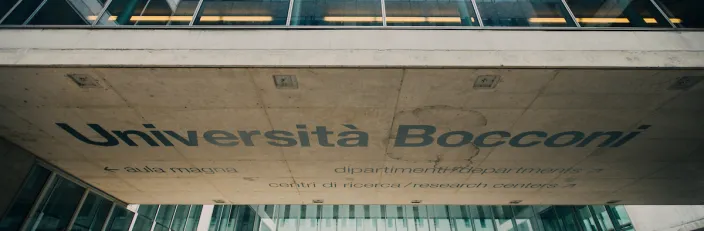 Università Bocconi
← aula magna dipartimenti/departments ↗
centri di ricerca/research centers ↗